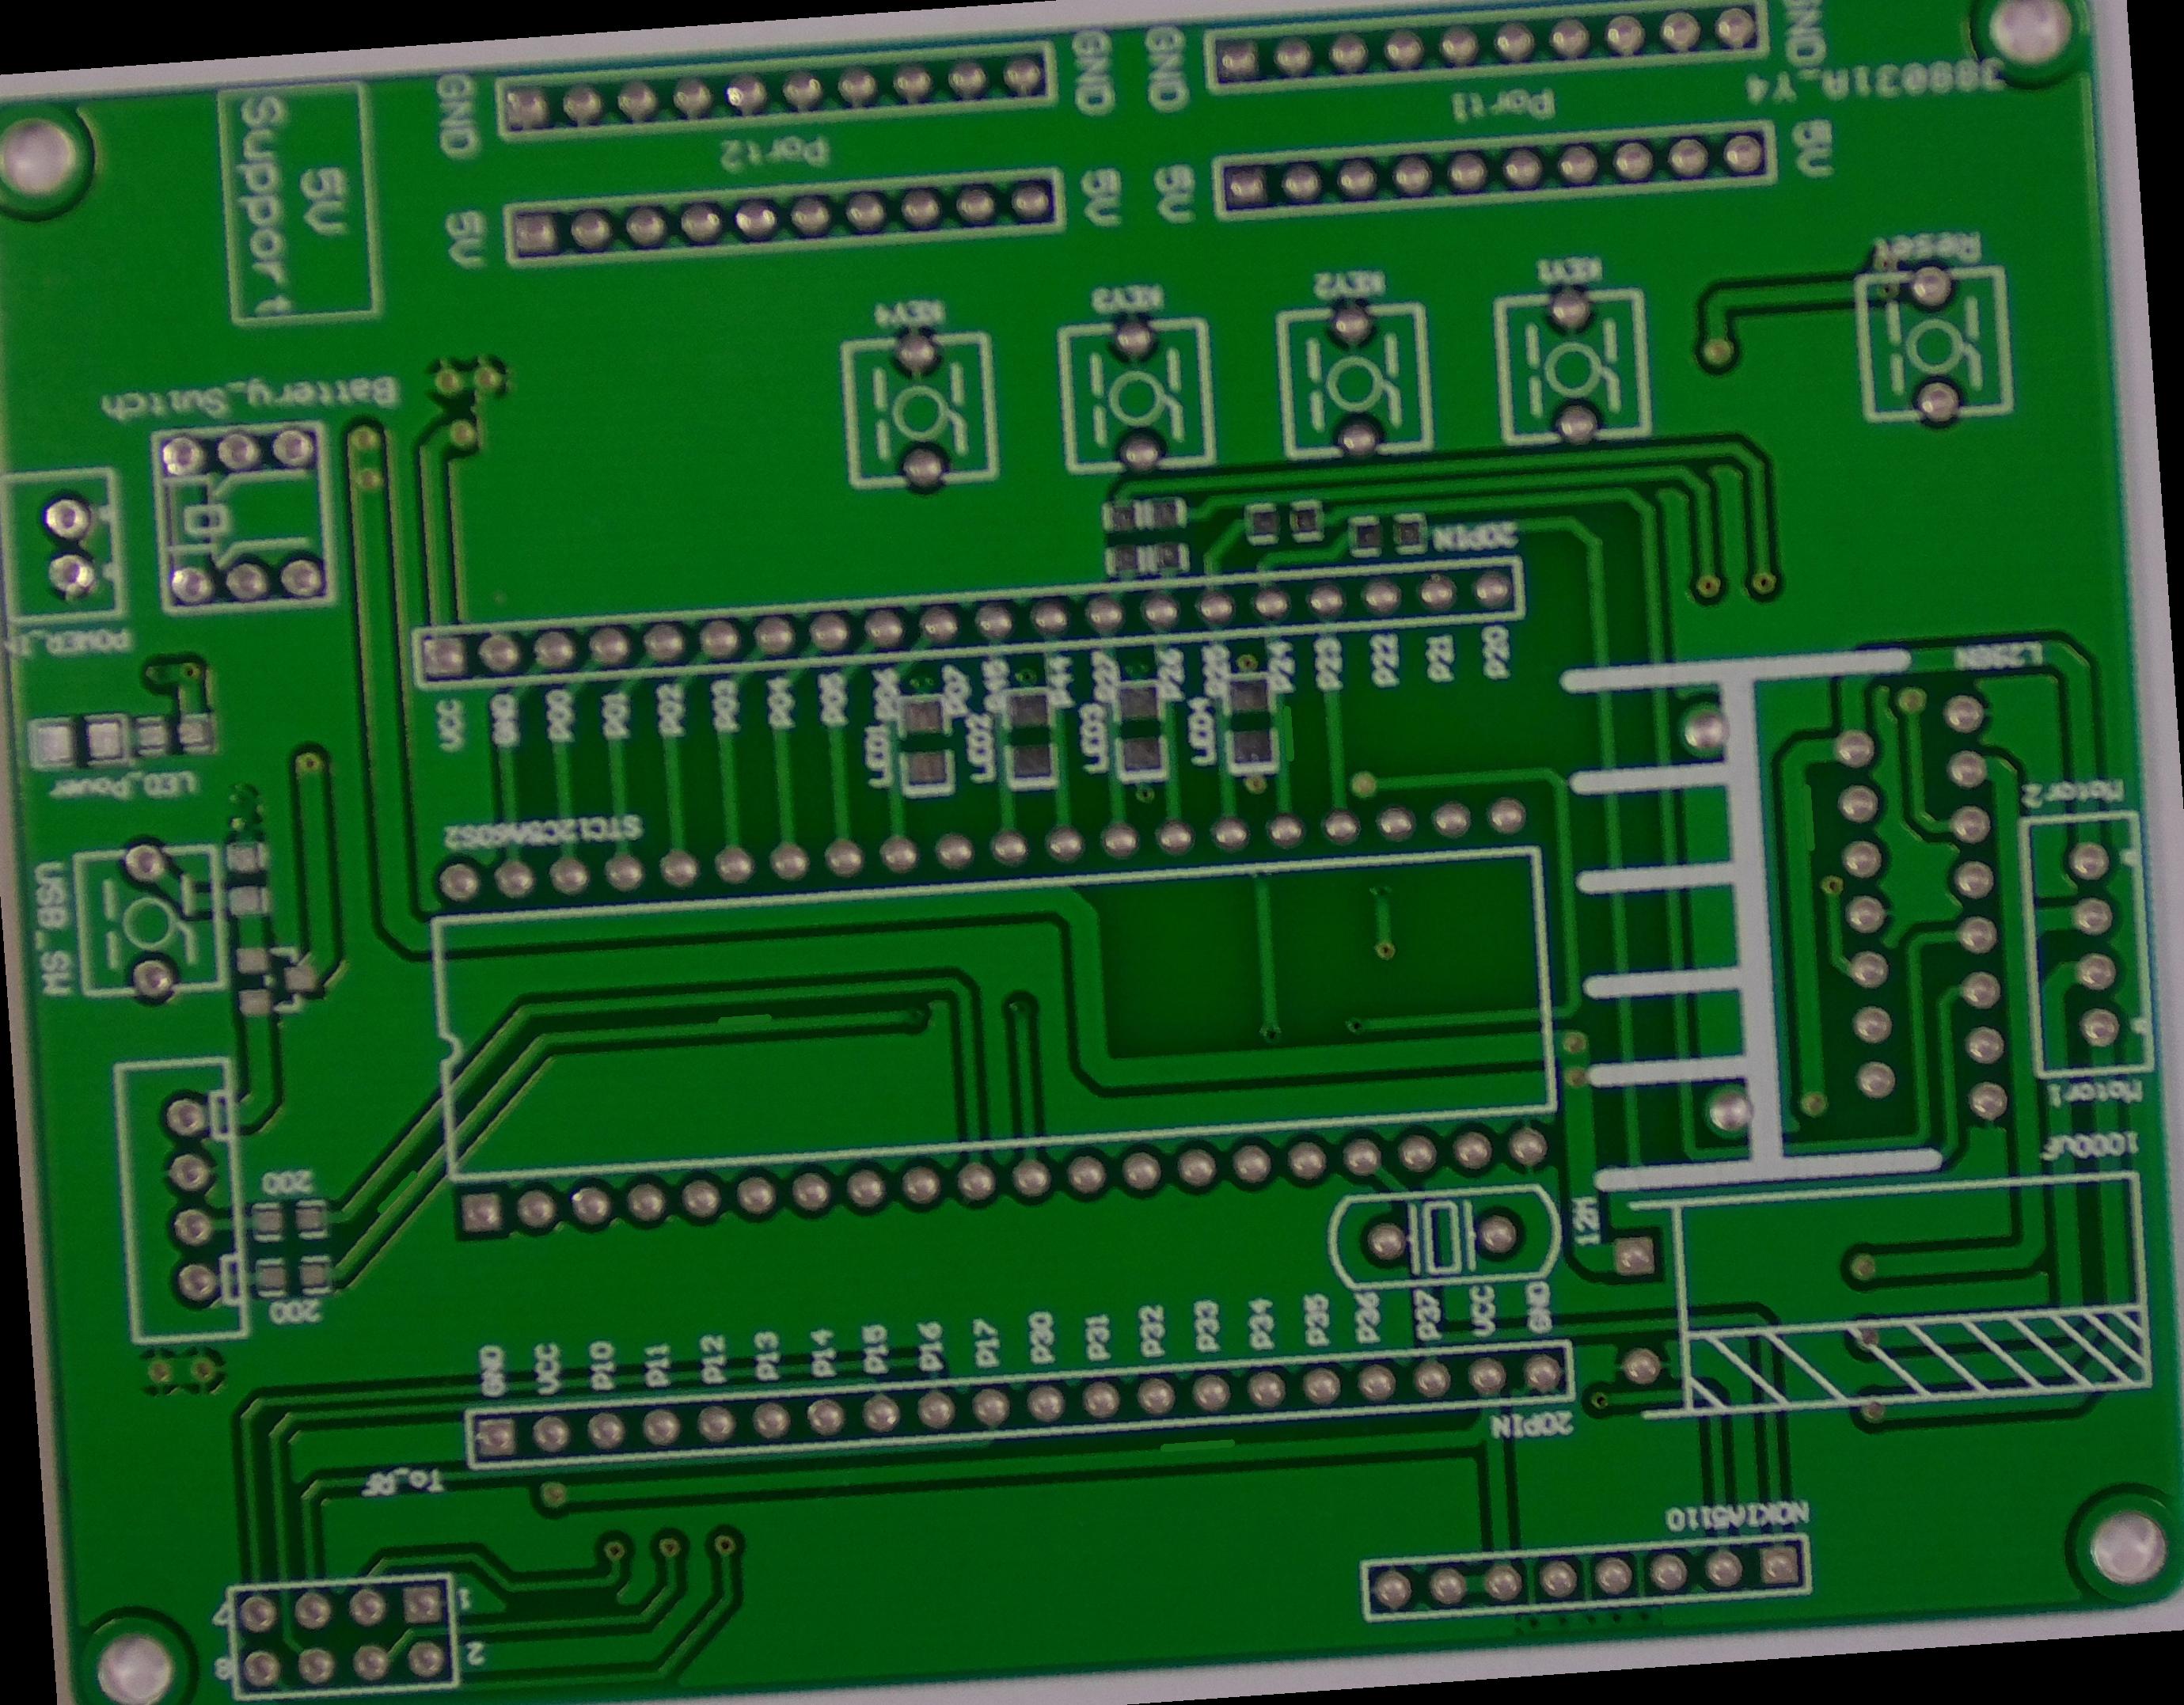 GND
GND
GND
GND_Y4
388031A
Support
5V
Port2
Port1
5V
5V
5V
5V
Reset
KEY4
KEY3
KEY2
KEY1
Battery_Switch
20PIN
VCC
GND
P00
P01
P02
P03
P04
P05
P06
P07
P44
P27
P26
P25
P24
P23
P22
P21
P20
LED1
LED2
LED3
LED4
L298N
LED_Power
STC12C5A60S2
Motor2
USB_SW
Motor1
1000uF
200
200
12M
GND
VCC
P10
P11
P12
P13
P14
P15
P16
P17
P30
P31
P32
P33
P34
P35
P36
P37
VCC
GND
20PIN
To_RF
NOKIA5110
7
1
8
2